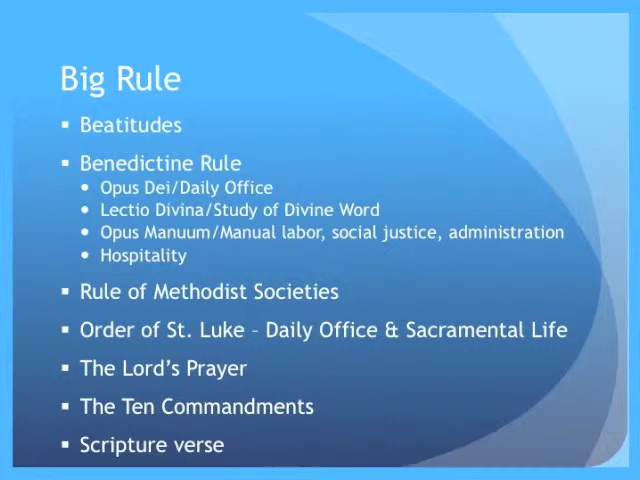 Big Rule
▪ Beatitudes
▪ Benedictine Rule
• Opus Dei/Daily Office
• Lectio Divina/Study of Divine Word
• Opus Manuum/Manual labor, social justice, administration
• Hospitality
▪ Rule of Methodist Societies
▪ Order of St. Luke – Daily Office & Sacramental Life
▪ The Lord’s Prayer
▪ The Ten Commandments
▪ Scripture verse